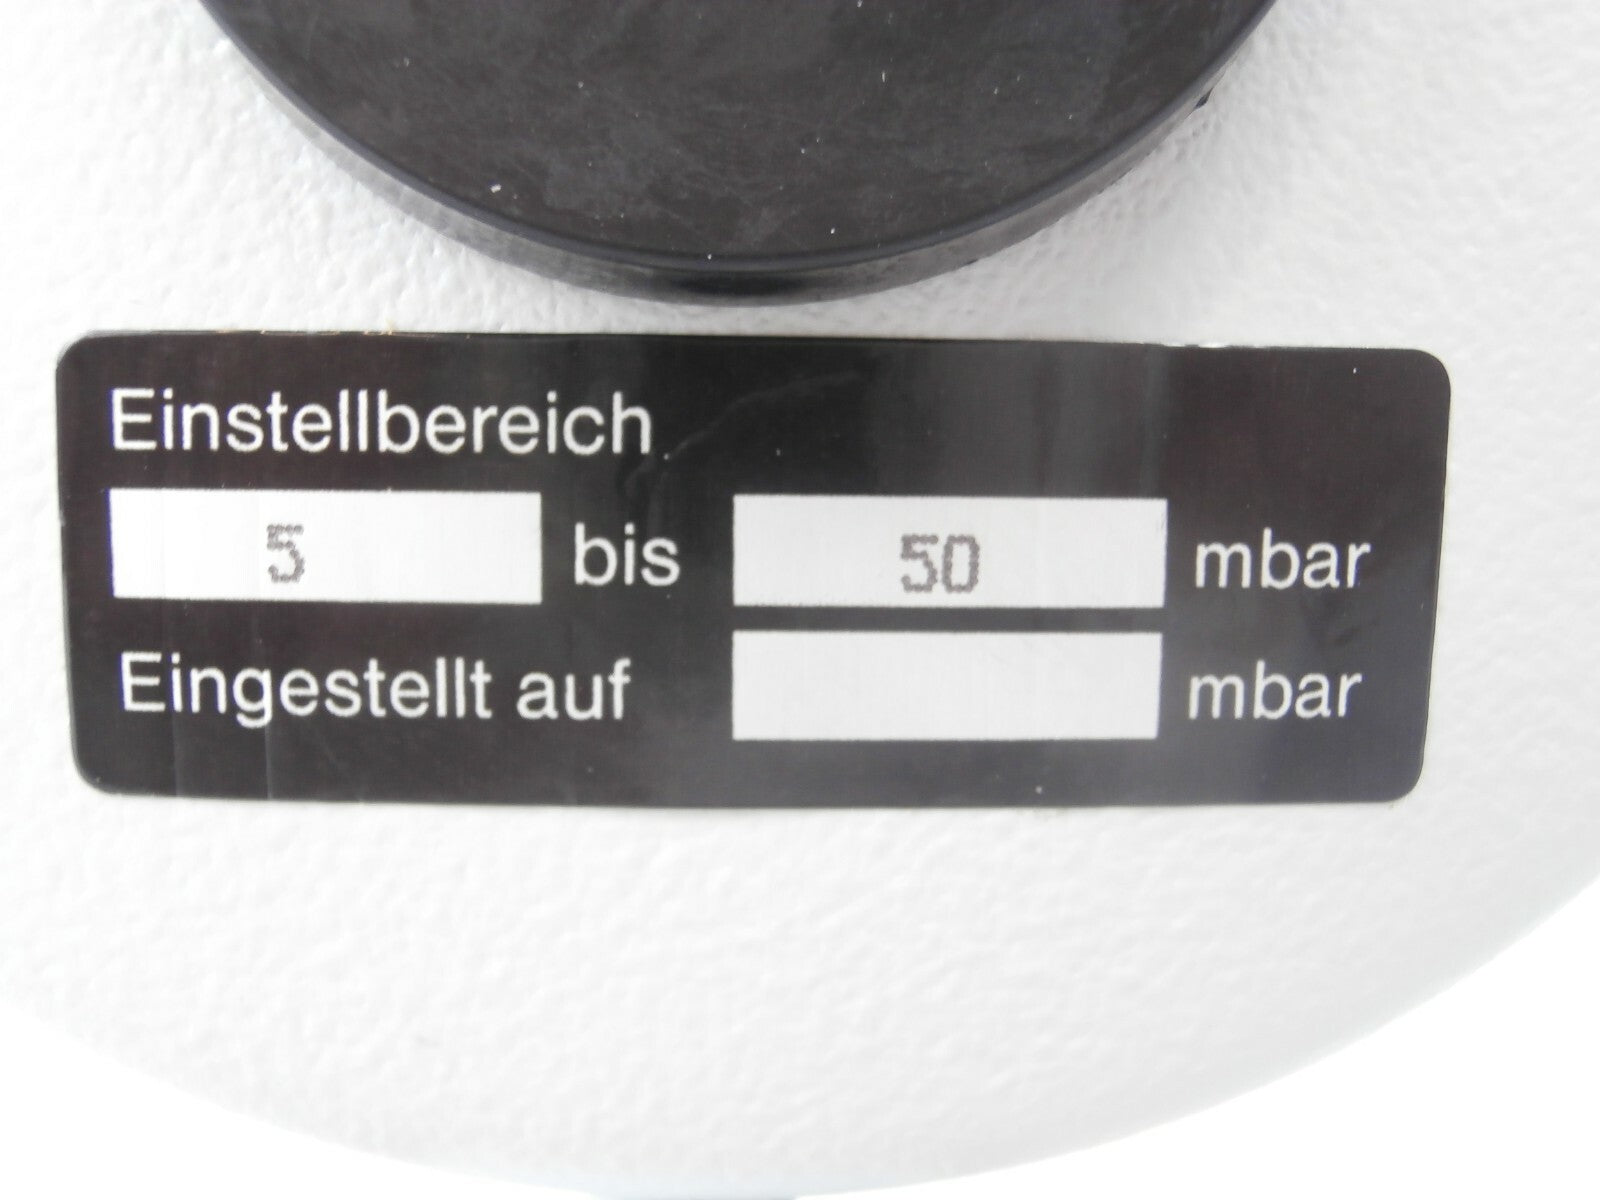 Einstellbereich
5 bis 50 mbar
Eingestellt auf mbar